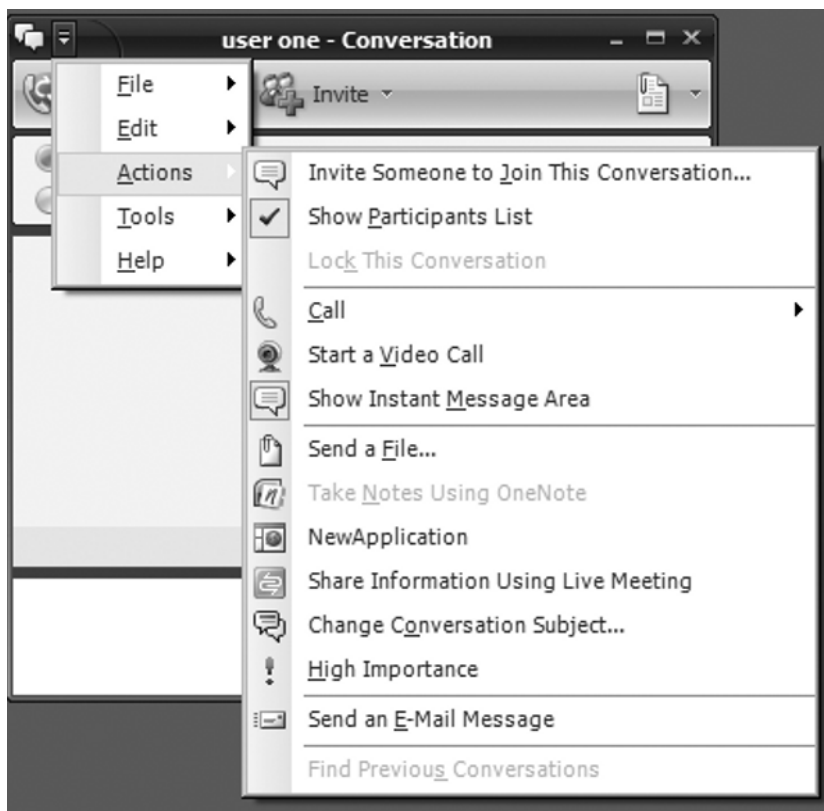 user one - Conversation
Invite
File
Edit
Actions
Tools
Help
Invite Someone to Join This Conversation...
Show Participants List
Lock This Conversation
Call
Start a Video Call
Show Instant Message Area
Send a File...
Take Notes Using OneNote
NewApplication
Share Information Using Live Meeting
Change Conversation Subject...
High Importance
Send an E-Mail Message
Find Previous Conversations